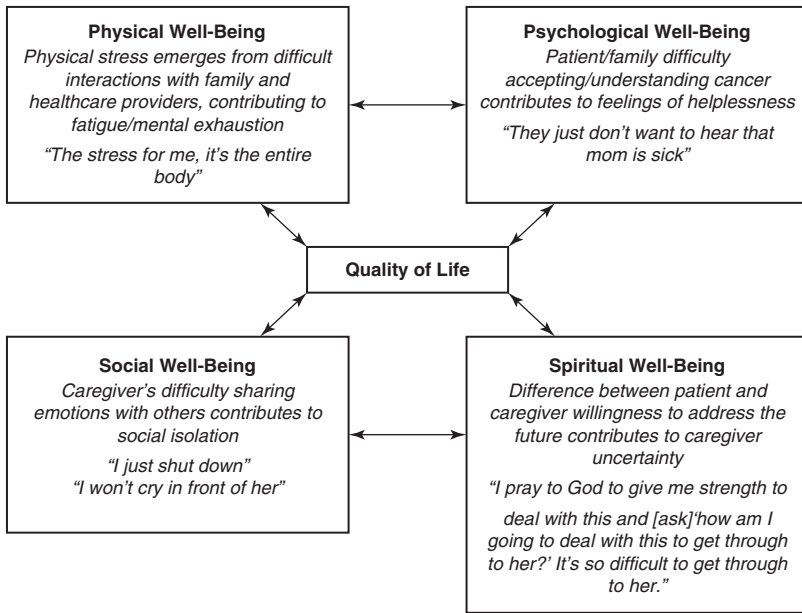 Physical Well-Being
Physical stress emerges from difficult
interactions with family and
healthcare providers, contributing to
fatigue/mental exhaustion
“The stress for me, it’s the entire
body”
Psychological Well-Being
Patient/family difficulty
accepting/understanding cancer
contributes to feelings of helplessness
“They just don’t want to hear that
mom is sick”
Quality of Life
Social Well-Being
Caregiver’s difficulty sharing
emotions with others contributes to
social isolation
“I just shut down”
“I won’t cry in front of her”
Spiritual Well-Being
Difference between patient and
caregiver willingness to address the
future contributes to caregiver
uncertainty
“I pray to God to give me strength to
deal with this and [ask]‘how am I
going to deal with this to get through
to her?’ It’s so difficult to get through
to her.”